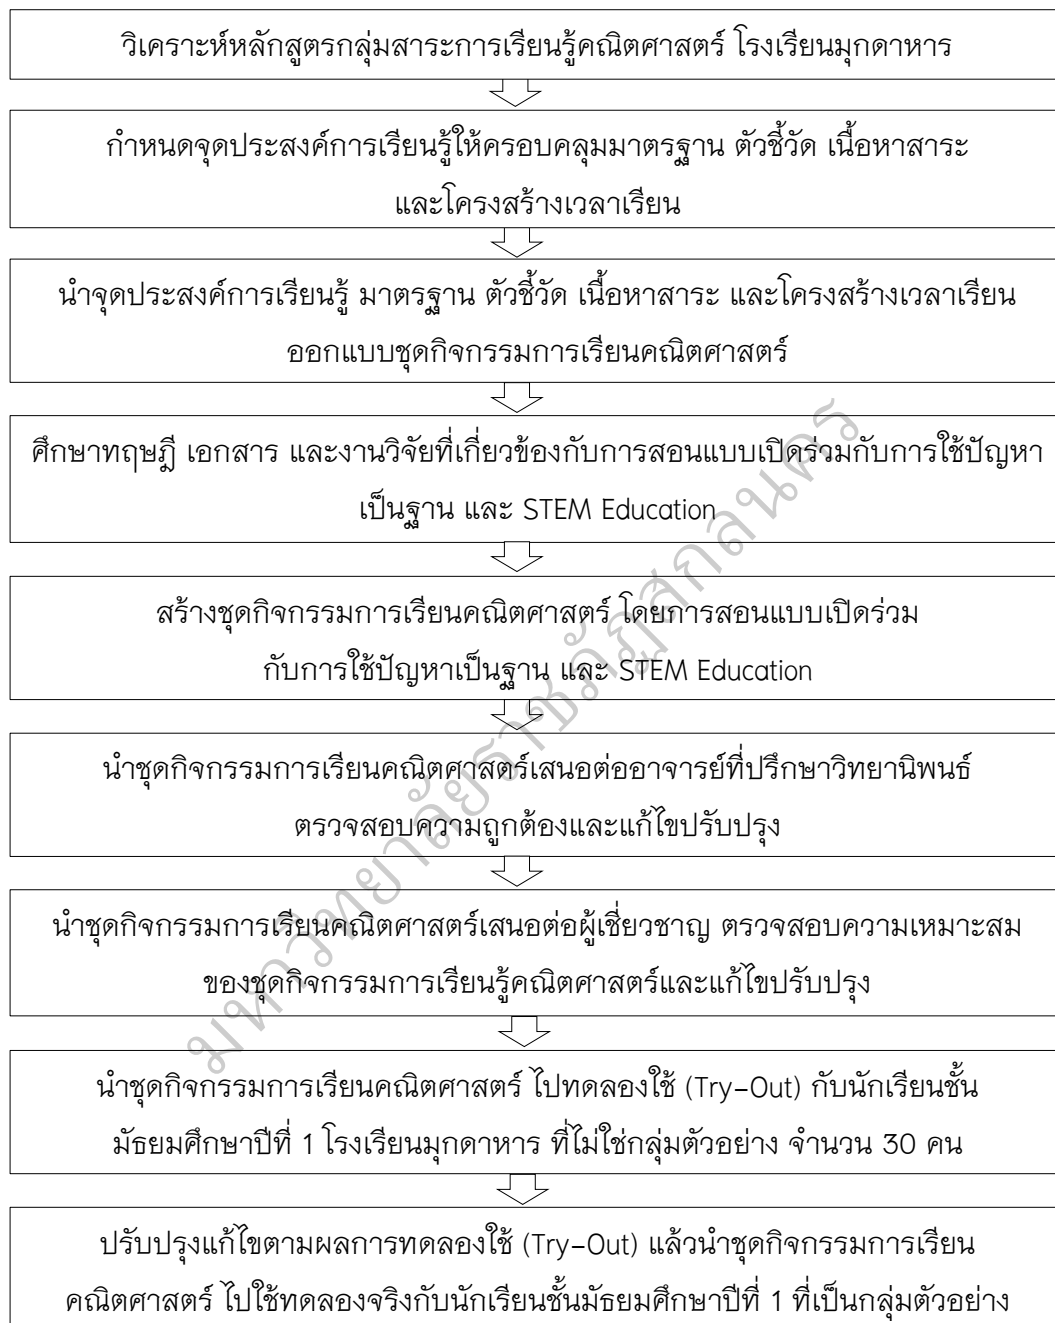 วิเคราะห์หลักสูตรกลุ่มสาระการเรียนรู้คณิตศาสตร์ โรงเรียนมุกดาหาร
กำหนดจุดประสงค์การเรียนรู้ให้ครอบคลุมมาตรฐาน ตัวชี้วัด เนื้อหาสาระ
และโครงสร้างเวลาเรียน
นำจุดประสงค์การเรียนรู้ มาตรฐาน ตัวชี้วัด เนื้อหาสาระ และโครงสร้างเวลาเรียน
ออกแบบชุดกิจกรรมการเรียนคณิตศาสตร์
ศึกษาทฤษฎี เอกสาร และงานวิจัยที่เกี่ยวข้องกับการสอนแบบเปิดร่วมกับการใช้ปัญหา
เป็นฐาน และ STEM Education
สร้างชุดกิจกรรมการเรียนคณิตศาสตร์ โดยการสอนแบบเปิดร่วม
กับการใช้ปัญหาเป็นฐาน และ STEM Education
นำชุดกิจกรรมการเรียนคณิตศาสตร์เสนอต่ออาจารย์ที่ปรึกษาวิทยานิพนธ์
ตรวจสอบความถูกต้องและแก้ไขปรับปรุง
นำชุดกิจกรรมการเรียนคณิตศาสตร์เสนอต่อผู้เชี่ยวชาญ ตรวจสอบความเหมาะสม
ของชุดกิจกรรมการเรียนรู้คณิตศาสตร์และแก้ไขปรับปรุง
นำชุดกิจกรรมการเรียนคณิตศาสตร์ ไปทดลองใช้ (Try-Out) กับนักเรียนชั้น
มัธยมศึกษาปีที่ 1 โรงเรียนมุกดาหาร ที่ไม่ใช่กลุ่มตัวอย่าง จำนวน 30 คน
ปรับปรุงแก้ไขตามผลการทดลองใช้ (Try-Out) แล้วนำชุดกิจกรรมการเรียน
คณิตศาสตร์ ไปใช้ทดลองจริงกับนักเรียนชั้นมัธยมศึกษาปีที่ 1 ที่เป็นกลุ่มตัวอย่าง
มหาวิทยาลัยราชภัฏสกลนคร